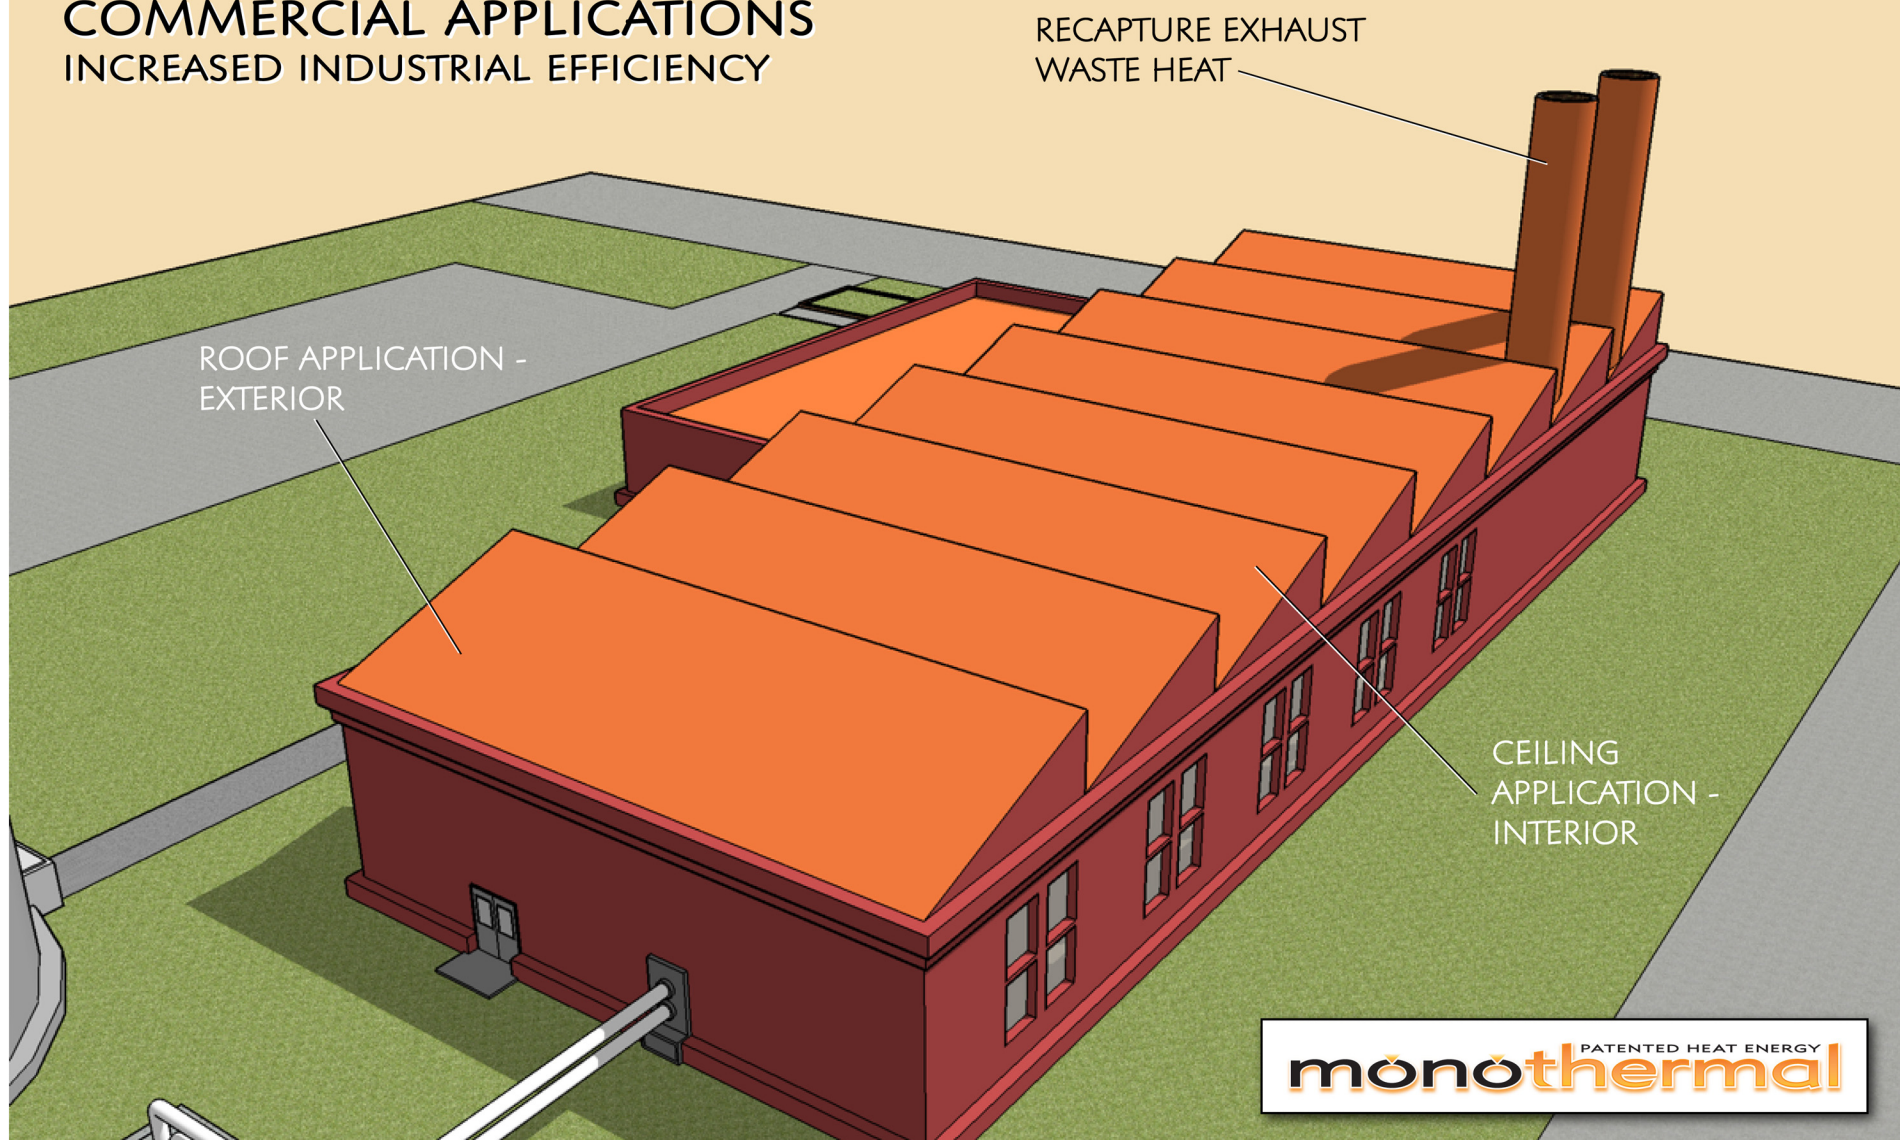 COMMERCIAL APPLICATIONS
INCREASED INDUSTRIAL EFFICIENCY
RECAPTURE EXHAUST
WASTE HEAT
ROOF APPLICATION -
EXTERIOR
CEILING
APPLICATION -
INTERIOR
PATENTED HEAT ENERGY
monothermal